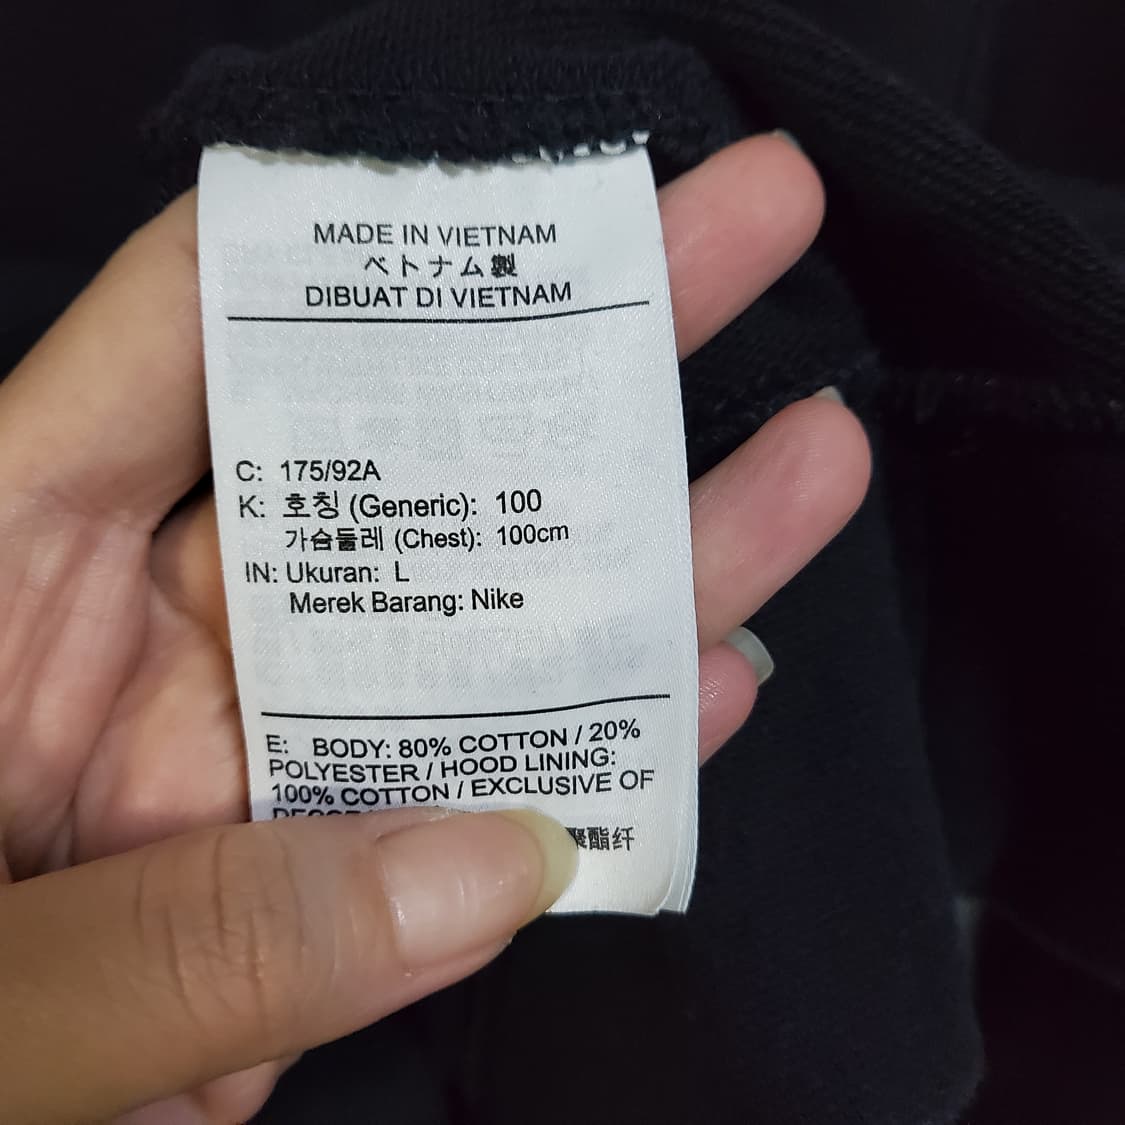 MADE IN VIETNAM
ベトナム製
DIBUAT DI VIETNAM
C: 175/92A
K: 호칭 (Generic): 100
가슴둘레 (Chest): 100cm
IN: Ukuran: L
Merek Barang: Nike
E: BODY: 80% COTTON / 20%
POLYESTER / HOOD LINING:
100% COTTON / EXCLUSIVE OF
聚酯纤